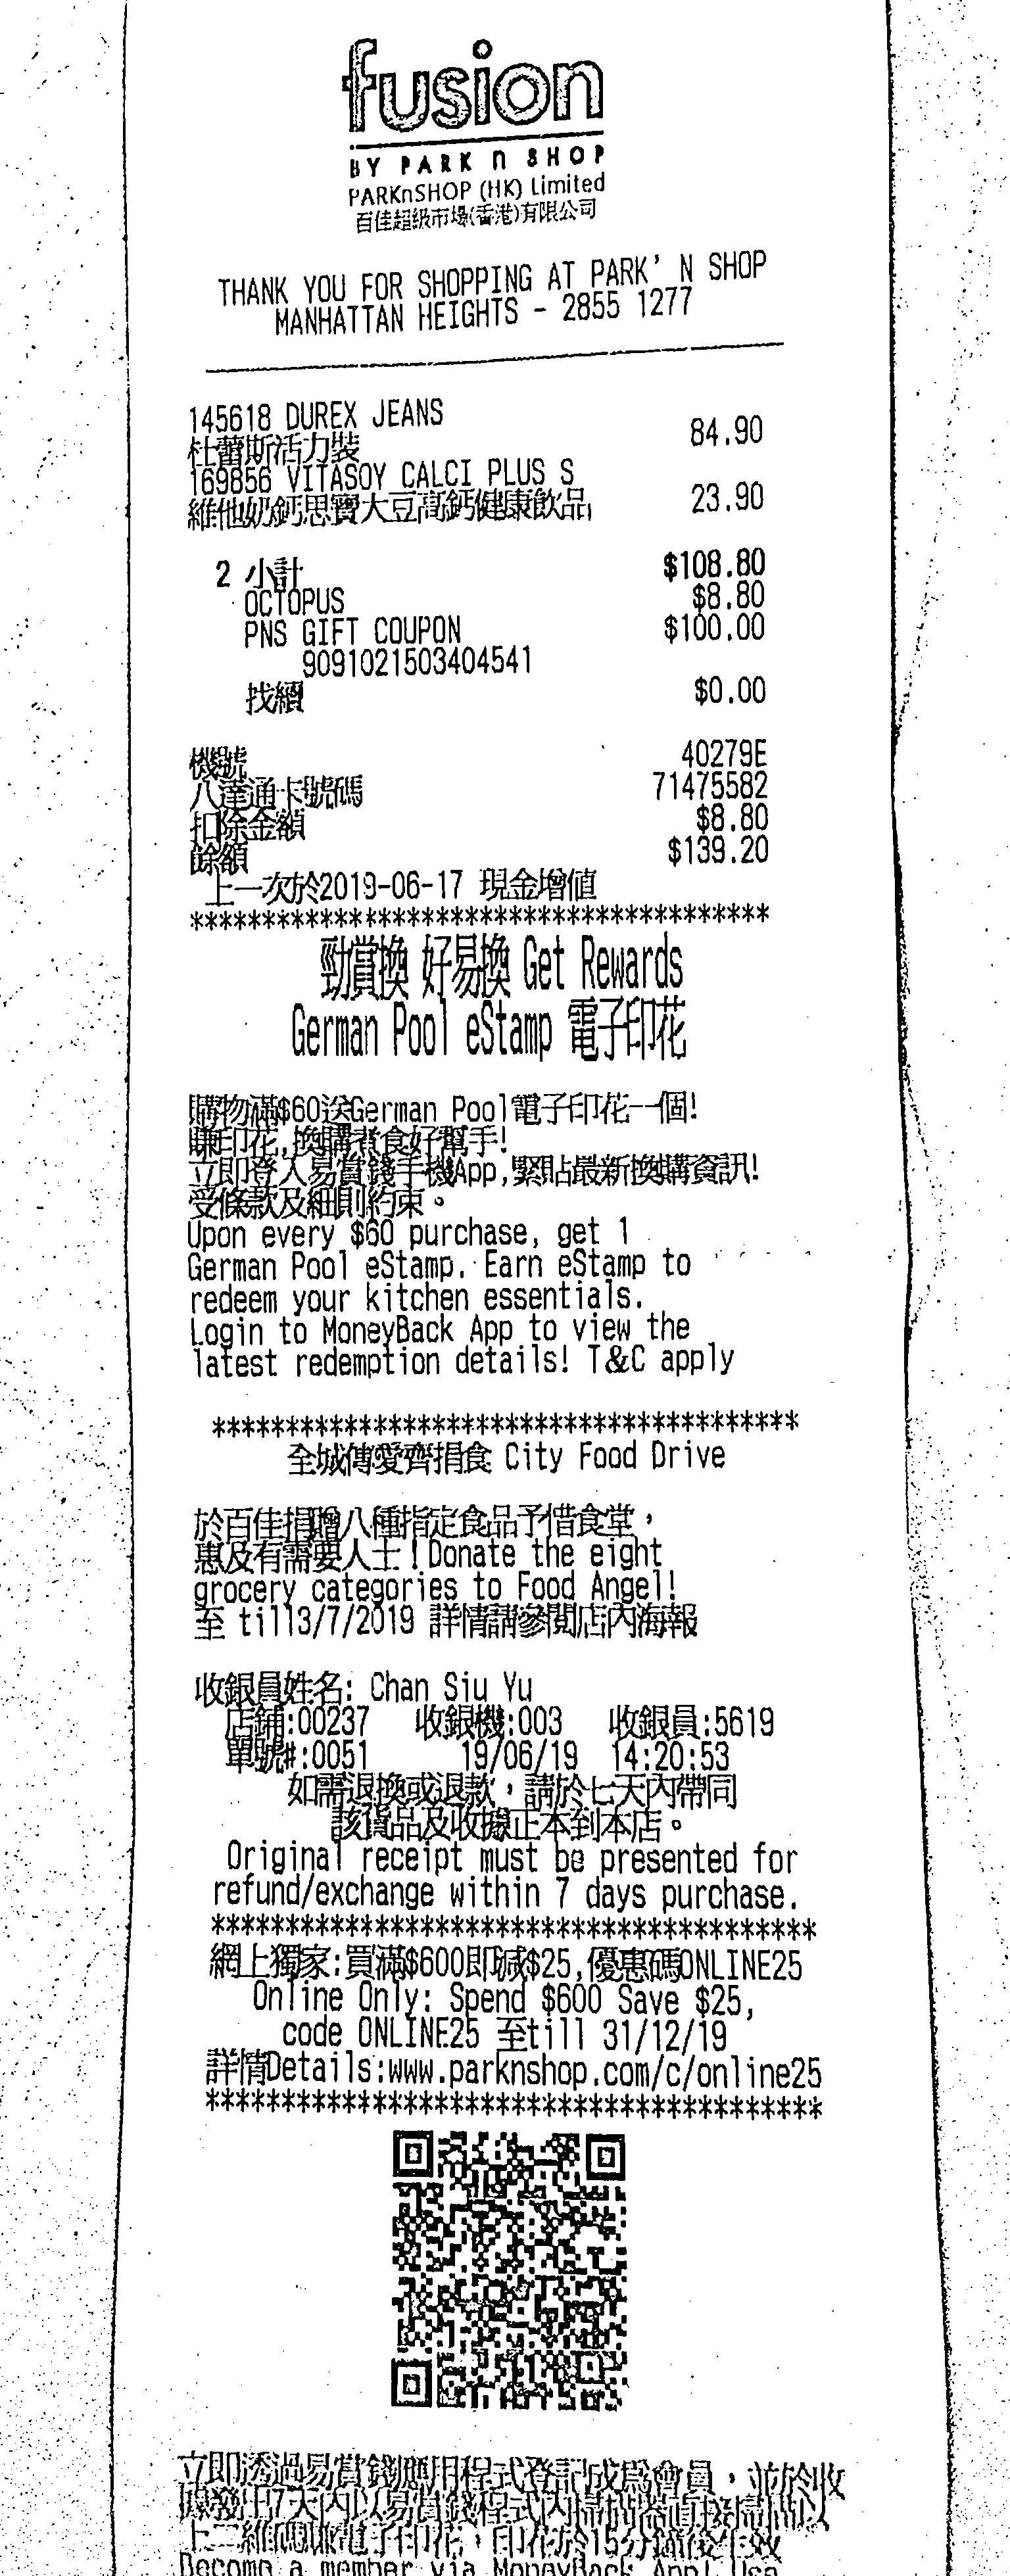 fusion
BY PARK n SHOP
PARKnSHOP (HK) Limited
百佳超級市場(香港)有限公司
THANK YOU FOR SHOPPING AT PARK' N SHOP
MANHATTAN HEIGHTS - 2855 1277
145618 DUREX JEANS
杜蕾斯活力裝 84.90
169856 VITASOY CALCI PLUS S
維他奶鈣思寶大豆高鈣健康飲品 23.90
2 小計 $108.80
OCTOPUS $8.80
PNS GIFT COUPON $100.00
9091021503404541
找續 $0.00
機號 40279E
八達通卡號碼 71475582
扣除金額 $8.80
餘額 $139.20
上一次於2019-06-17 現金增值
****************************************
勁賞換 好易換 Get Rewards
German Pool eStamp 電子印花
購物滿$60送German Pool電子印花一個!
賺印花,換購煮食好幫手!
立即登入易賞錢手機App,緊貼最新換購資訊!
受條款及細則約束。
Upon every $60 purchase, get 1
German Pool eStamp. Earn eStamp to
redeem your kitchen essentials.
Login to MoneyBack App to view the
latest redemption details! T&C apply
****************************************
全城傳愛齊捐食 City Food Drive
於百佳捐贈八種指定食品予惜食堂,
惠及有需要人士！Donate the eight
grocery categories to Food Angel!
至 till3/7/2019 詳情請參閱店內海報
收銀員姓名: Chan Siu Yu
店鋪:00237 收銀機:003 收銀員:5619
單號#:0051 19/06/19 14:20:53
如需退換或退款，請於七天內帶同
該貨品及收據正本到本店。
Original receipt must be presented for
refund/exchange within 7 days purchase.
****************************************
網上獨家:買滿$600即減$25,優惠碼ONLINE25
Online Only: Spend $600 Save $25,
code ONLINE25 至till 31/12/19
詳情Details:www.parknshop.com/c/online25
****************************************
立即透過易賞錢應用程式登記成為會員，並於收
據發出7天內以易賞錢程式內掃描器直接掃描以
上二維碼賺電子印花，印花於15分鐘後生效
Become a member via MoneyBack App! Use